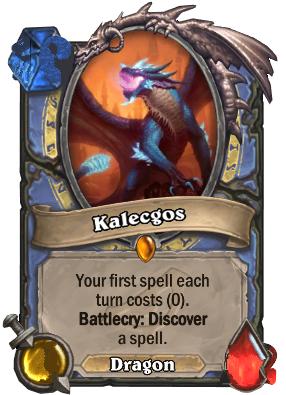 Kalecgos
Your first spell each
turn costs (0).
Battlecry: Discover
a spell.
Dragon